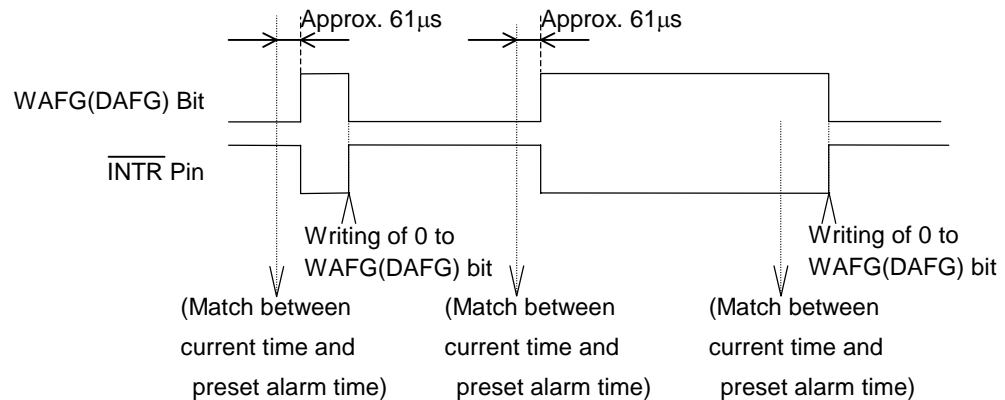 Approx. 61μs
Approx. 61μs
WAFG(DAFG) Bit
INTR Pin
Writing of 0 to
WAFG(DAFG) bit
Writing of 0 to
WAFG(DAFG) bit
(Match between
current time and
preset alarm time)
(Match between
current time and
preset alarm time)
(Match between
current time and
preset alarm time)